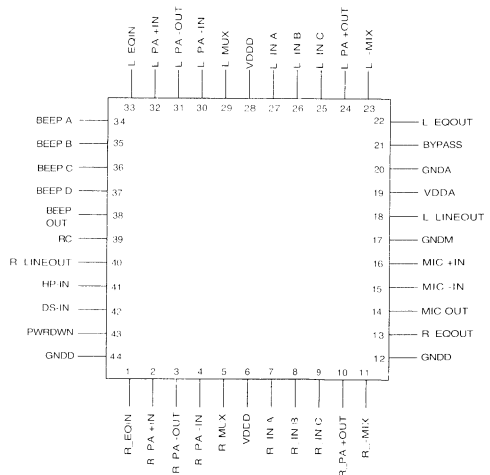 L EQIN
L PA +IN
L PA -OUT
L PA -IN
L MUX
VDDD
L IN A
L IN B
L IN C
L PA +OUT
L -MIX
33 32 31 30 29 28 27 26 25 24 23
BEEP A 34
BEEP B 35
BEEP C 36
BEEP D 37
BEEP
OUT 38
RC 39
R LINEOUT 40
HP IN 41
DS-IN 42
PWRDWN 43
GNDD 44
22 L EQOUT
21 BYPASS
20 GNDA
19 VDDA
18 L LINEOUT
17 GNDM
16 MIC +IN
15 MIC -IN
14 MIC OUT
13 R EQOUT
12 GNDD
1 2 3 4 5 6 7 8 9 10 11
R_EQIN
R PA +IN
R PA -OUT
R PA -IN
R MUX
VDDD
R IN A
R IN B
R IN C
R_PA +OUT
R_-MIX